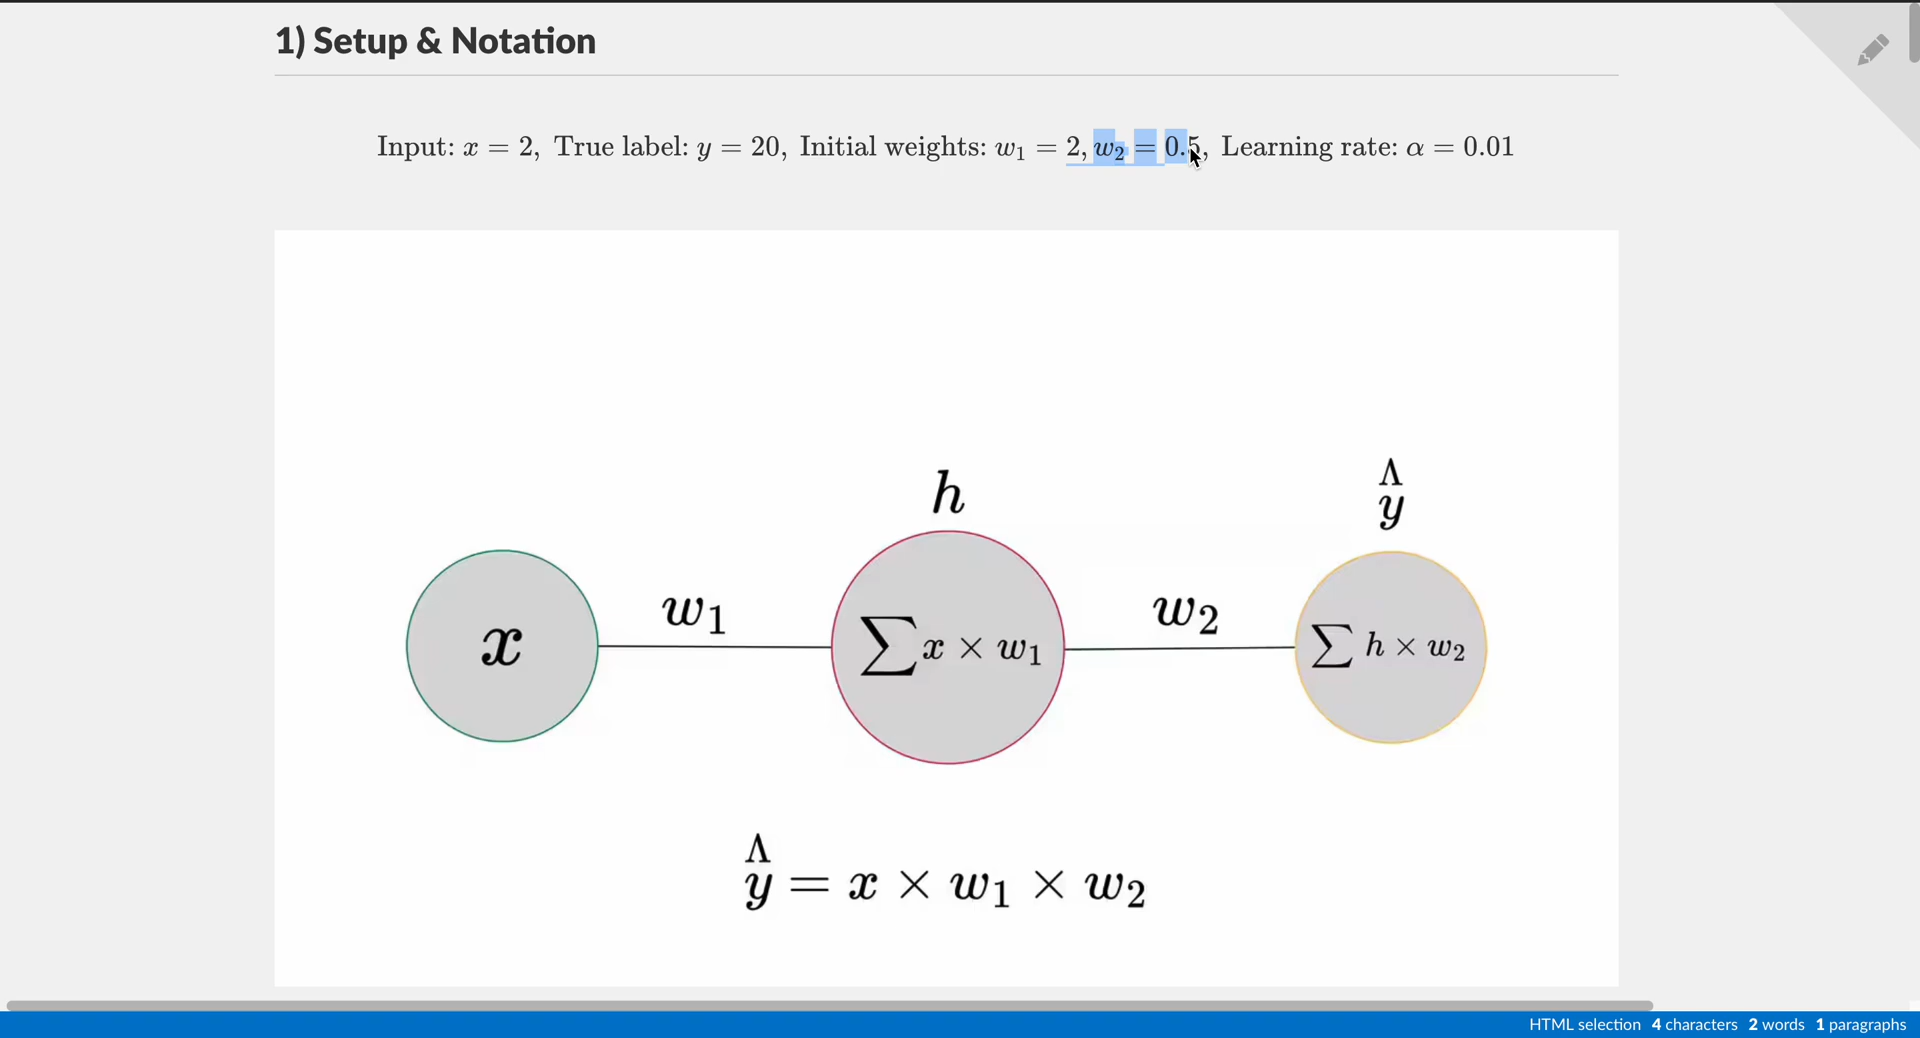 1) Setup & Notation
Input: x = 2, True label: y = 20, Initial weights: w₁ = 2, w₂ = 0.5, Learning rate: α = 0.01
h
Λ
y
w₁
w₂
x
∑ x × w₁
∑ h × w₂
Λ
y = x × w₁ × w₂
HTML selection 4 characters 2 words 1 paragraphs